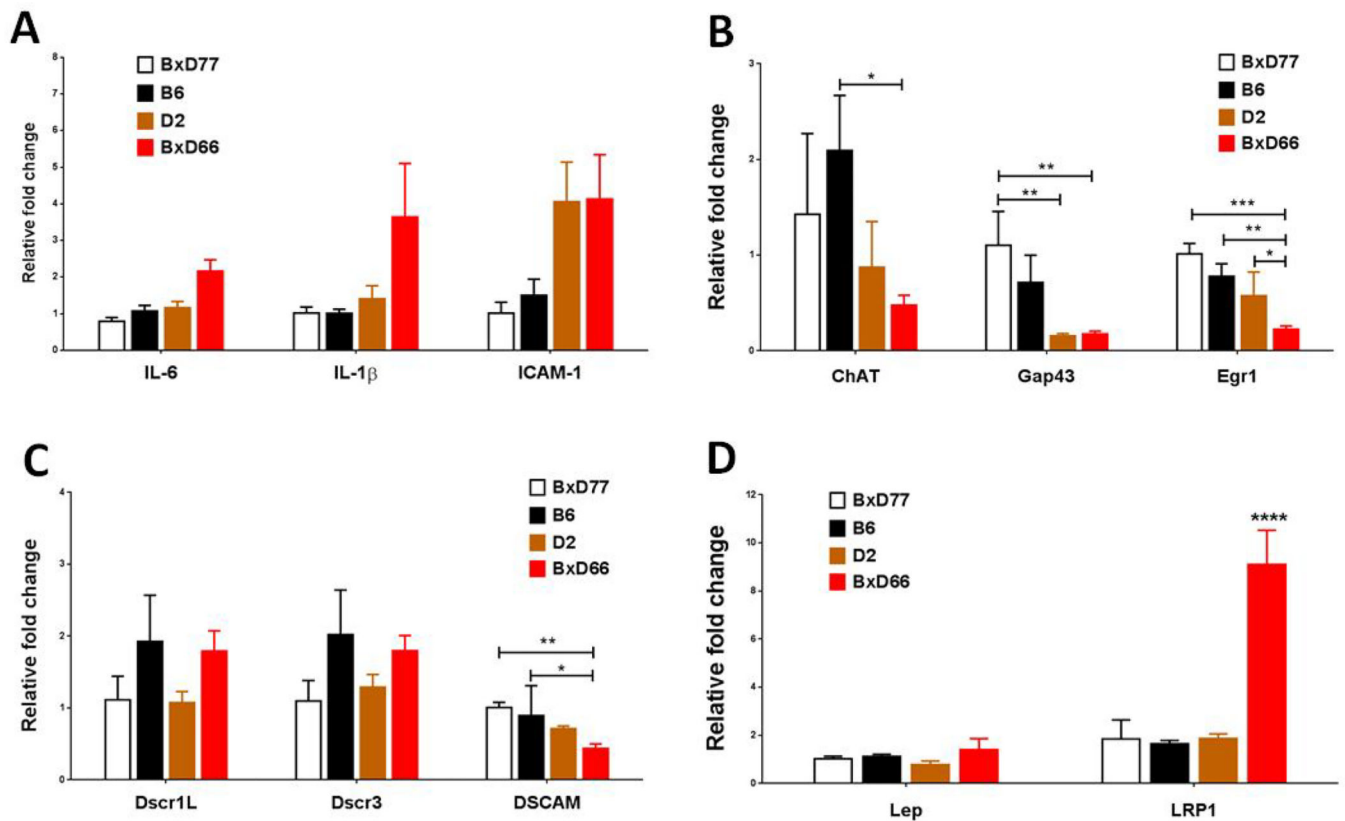 A
Relative fold change
8
7
6
5
4
3
2
1
0
BxD77
B6
D2
BxD66
IL-6 IL-1β ICAM-1
B
Relative fold change
3
2
1
0
BxD77
B6
D2
BxD66
*
**
**
***
**
*
ChAT Gap43 Egr1
C
Relative fold change
4
3
2
1
0
BxD77
B6
D2
BxD66
**
*
Dscr1L Dscr3 DSCAM
D
Relative fold change
12
10
8
6
4
2
0
BxD77
B6
D2
BxD66
****
Lep LRP1